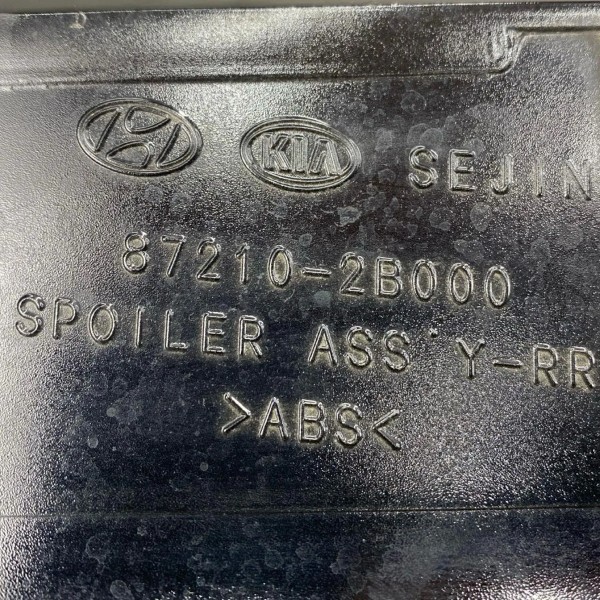 KIA SEJIN
87210-2B000
SPOILER ASS'Y-RR
>ABS<